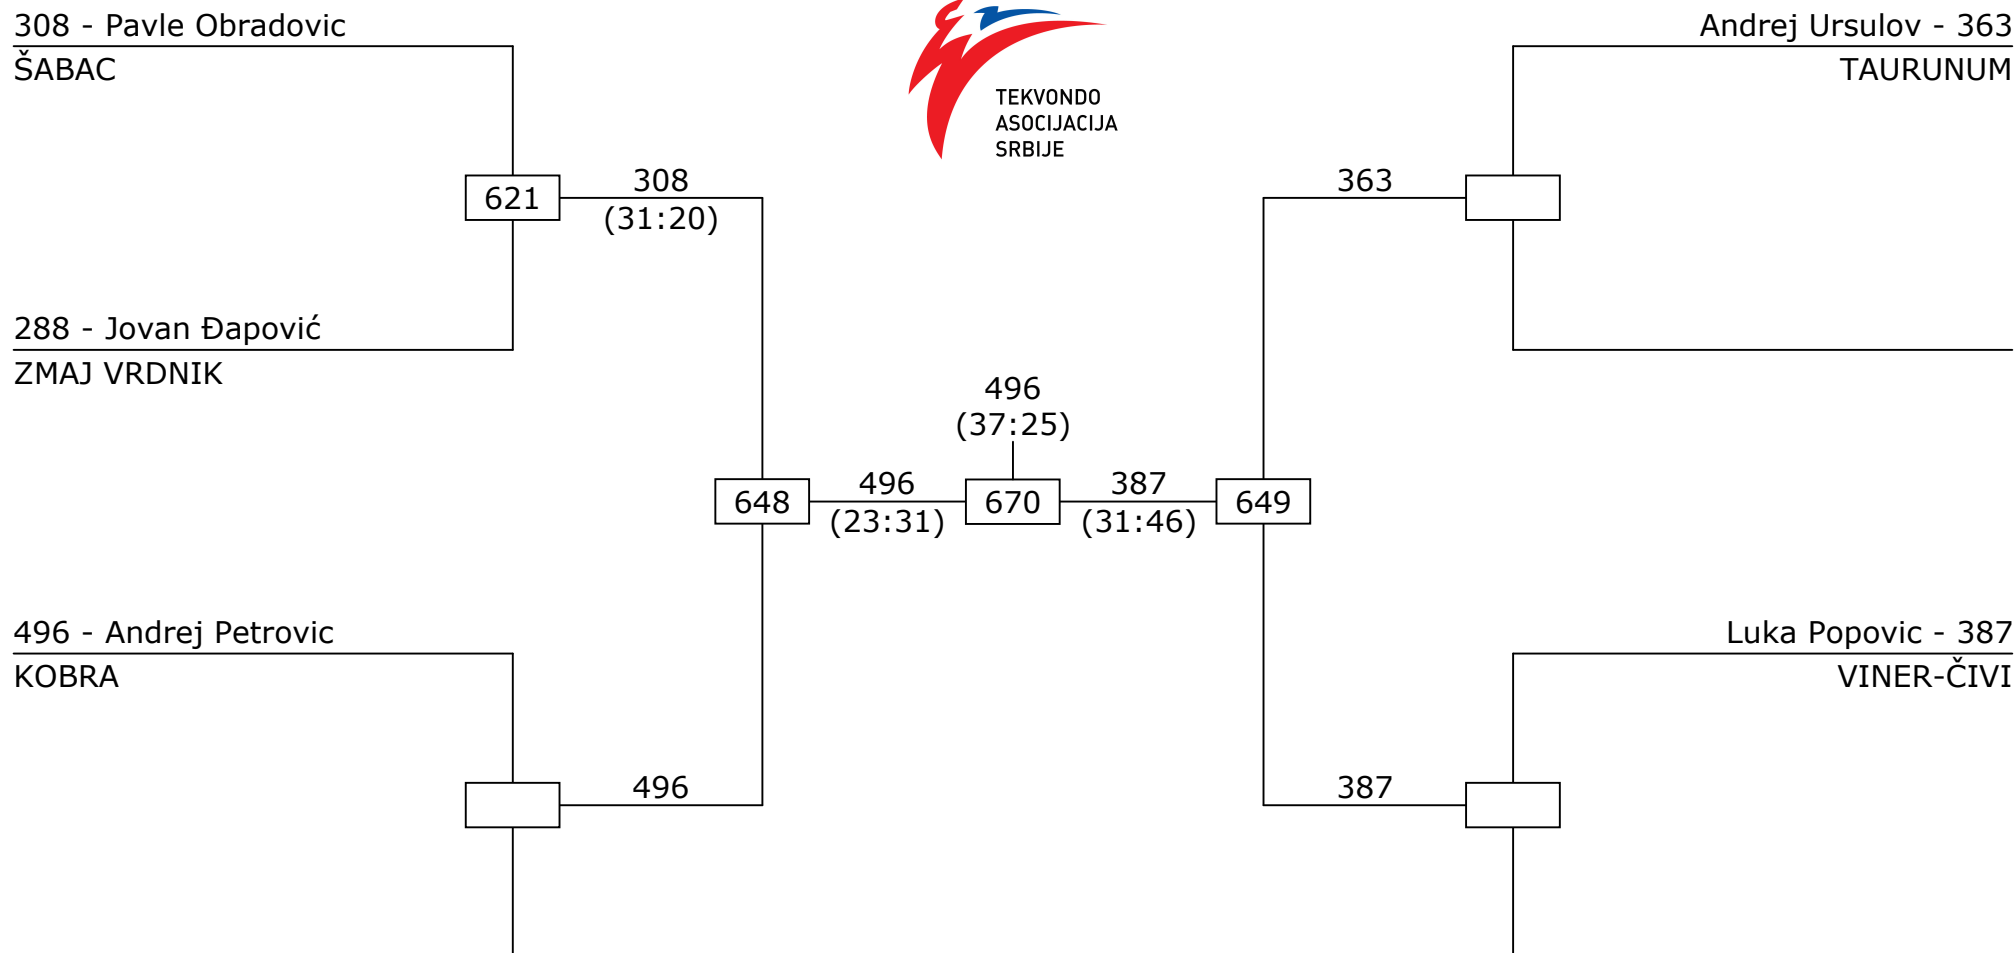 308 - Pavle Obradovic
ŠABAC
TEKVONDO
ASOCIJACIJA
SRBIJE
Andrej Ursulov - 363
TAURUNUM
621
308
(31:20)
363
288 - Jovan Đapović
ZMAJ VRDNIK
496
(37:25)
648
496
(23:31)
670
387
(31:46)
649
496 - Andrej Petrovic
KOBRA
Luka Popovic - 387
VINER-ČIVI
496
387